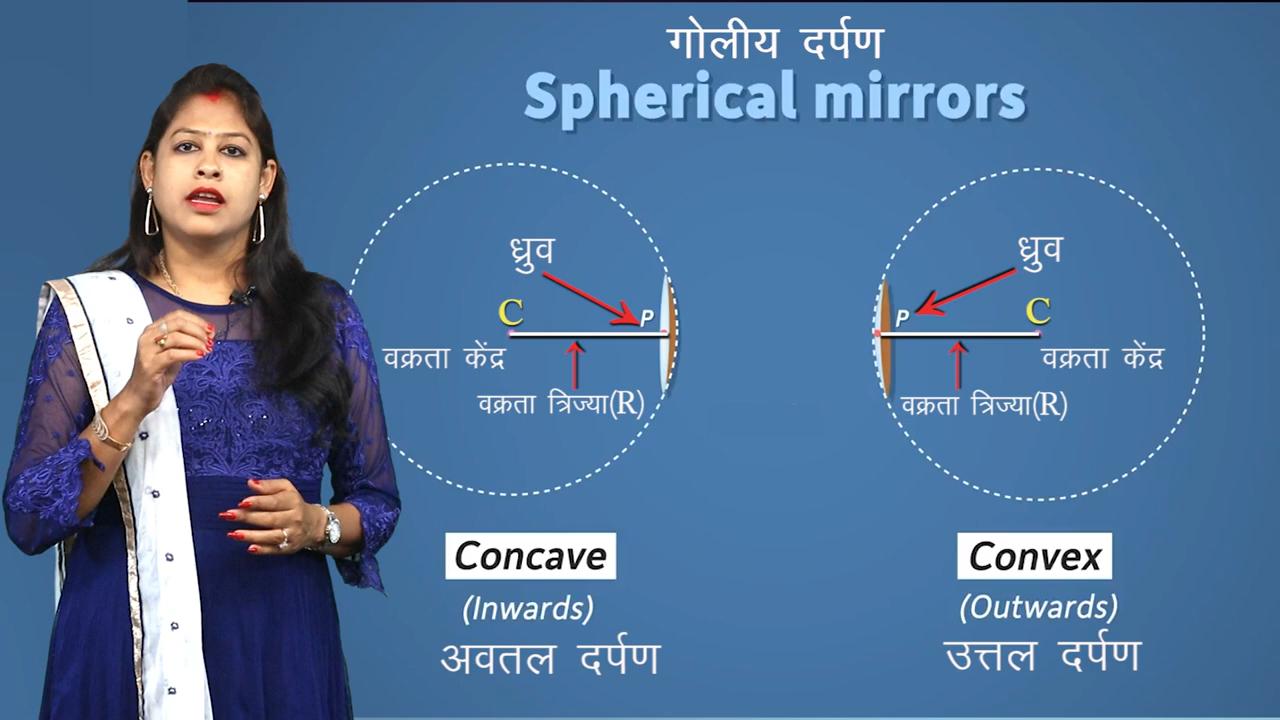 गोलीय दर्पण
Spherical mirrors
ध्रुव
C
P
वक्रता केंद्र
वक्रता त्रिज्या(R)
Concave
(Inwards)
अवतल दर्पण
ध्रुव
C
P
वक्रता केंद्र
वक्रता त्रिज्या(R)
Convex
(Outwards)
उत्तल दर्पण